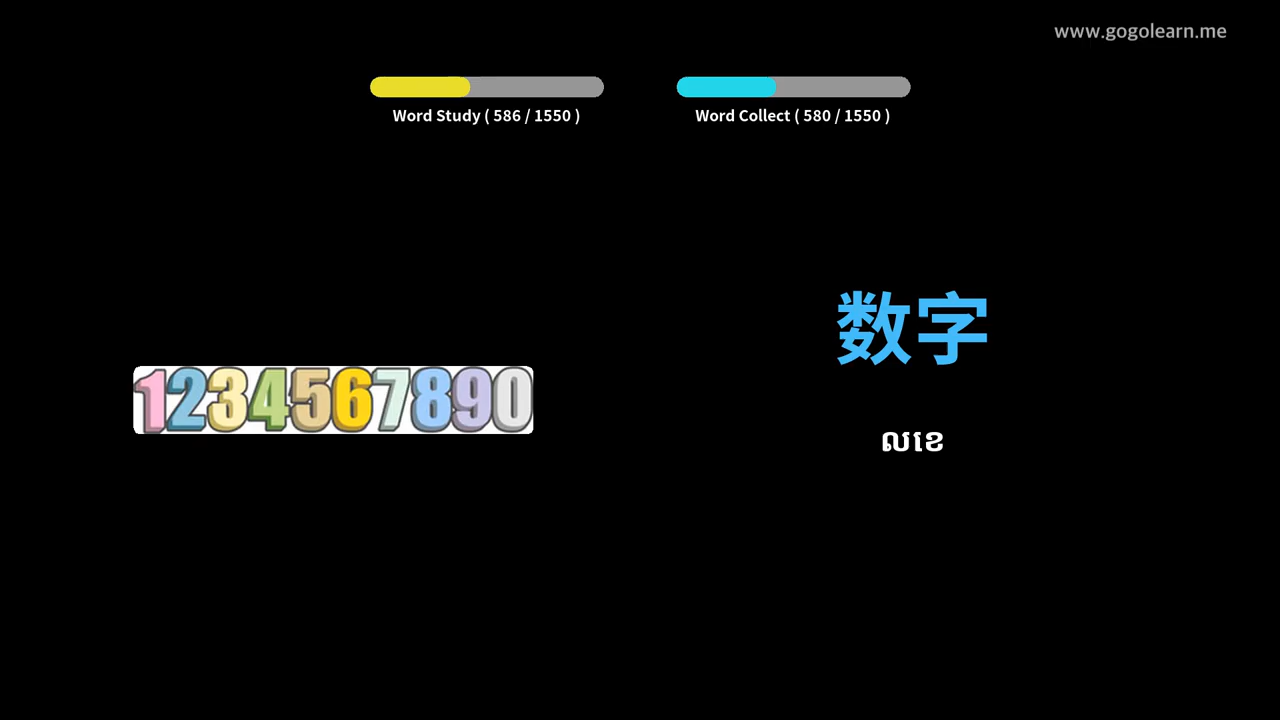 www.gogolearn.me
Word Study ( 586 / 1550 )
Word Collect ( 580 / 1550 )
数字
1234567890
លេខ